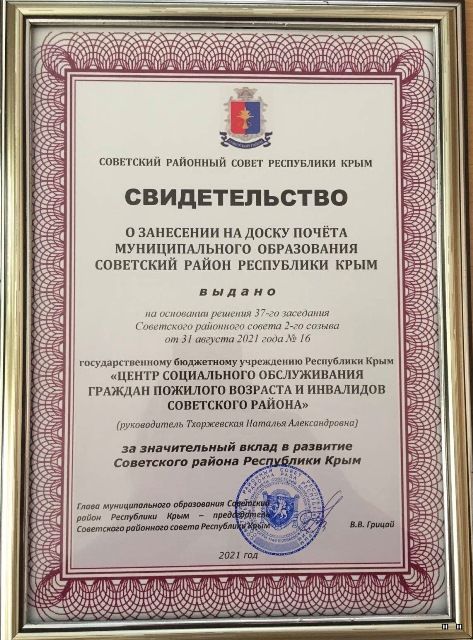 СОВЕТСКИЙ РАЙОННЫЙ СОВЕТ РЕСПУБЛИКИ КРЫМ
СВИДЕТЕЛЬСТВО
О ЗАНЕСЕНИИ НА ДОСКУ ПОЧЁТА
МУНИЦИПАЛЬНОГО ОБРАЗОВАНИЯ
СОВЕТСКИЙ РАЙОН РЕСПУБЛИКИ КРЫМ
выдано
на основании решения 37-го заседания
Советского районного совета 2-го созыва
от 31 августа 2021 года № 16
государственному бюджетному учреждению Республики Крым
«ЦЕНТР СОЦИАЛЬНОГО ОБСЛУЖИВАНИЯ
ГРАЖДАН ПОЖИЛОГО ВОЗРАСТА И ИНВАЛИДОВ
СОВЕТСКОГО РАЙОНА»
(руководитель Тхоржевская Наталья Александровна)
за значительный вклад в развитие
Советского района Республики Крым
Глава муниципального образования Советский
район Республики Крым – председатель
Советского районного совета Республики Крым
В.В. Грицай
2021 год